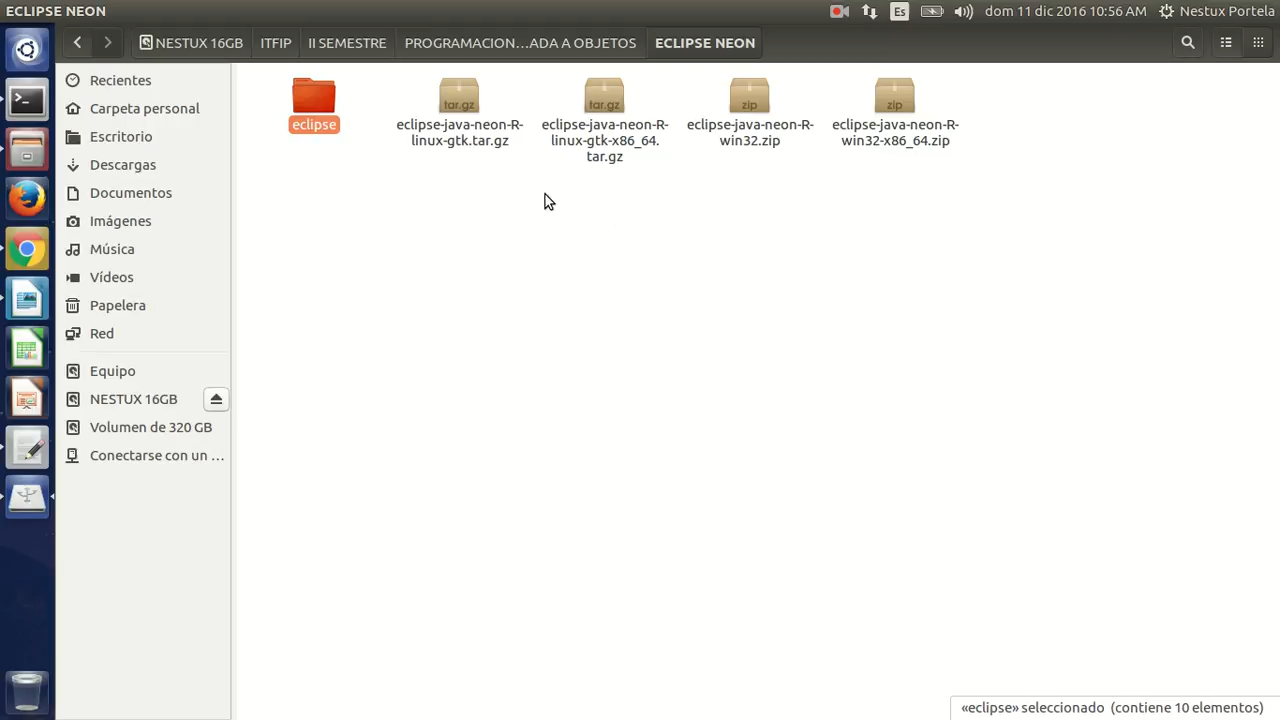 ECLIPSE NEON
Es
dom 11 dic 2016 10:56 AM
Nestux Portela
NESTUX 16GB
ITFIP
II SEMESTRE
PROGRAMACION…ADA A OBJETOS
ECLIPSE NEON
Recientes
Carpeta personal
Escritorio
Descargas
Documentos
Imágenes
Música
Vídeos
Papelera
Red
Equipo
NESTUX 16GB
Volumen de 320 GB
Conectarse con un …
eclipse
tar.gz
eclipse-java-neon-R-
linux-gtk.tar.gz
tar.gz
eclipse-java-neon-R-
linux-gtk-x86_64.
tar.gz
zip
eclipse-java-neon-R-
win32.zip
zip
eclipse-java-neon-R-
win32-x86_64.zip
«eclipse» seleccionado (contiene 10 elementos)